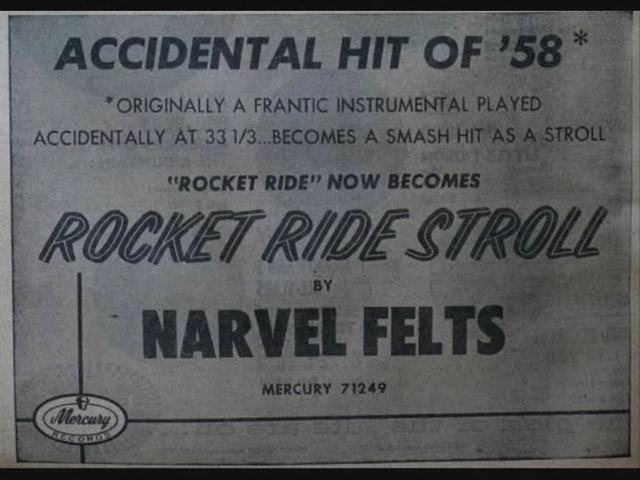 ACCIDENTAL HIT OF '58*
*ORIGINALLY A FRANTIC INSTRUMENTAL PLAYED
ACCIDENTALLY AT 33 1/3...BECOMES A SMASH HIT AS A STROLL
"ROCKET RIDE" NOW BECOMES
ROCKET RIDE STROLL
BY
NARVEL FELTS
MERCURY 71249
Mercury
RECORDS